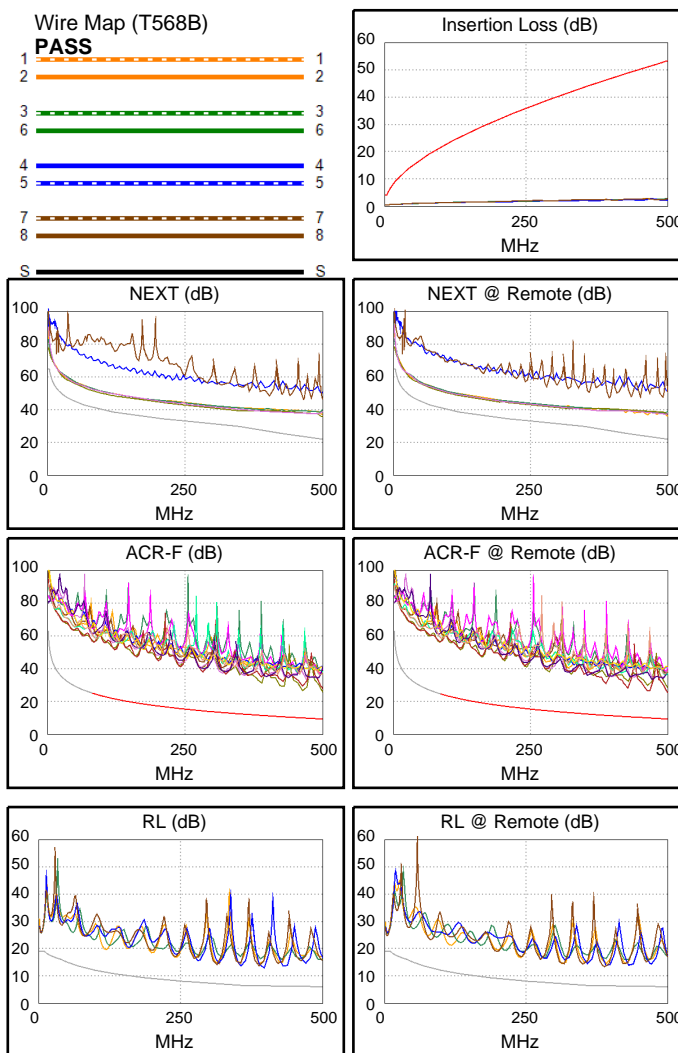 Wire Map (T568B)
PASS
1 1
2 2
3 3
6 6
4 4
5 5
7 7
8 8
S S
Insertion Loss (dB)
60
50
40
30
20
10
0
0 250 500
MHz
NEXT (dB)
100
80
60
40
20
0
0 250 500
MHz
NEXT @ Remote (dB)
100
80
60
40
20
0
0 250 500
MHz
ACR-F (dB)
100
80
60
40
20
0
0 250 500
MHz
ACR-F @ Remote (dB)
100
80
60
40
20
0
0 250 500
MHz
RL (dB)
60
50
40
30
20
10
0
0 250 500
MHz
RL @ Remote (dB)
60
50
40
30
20
10
0
0 250 500
MHz